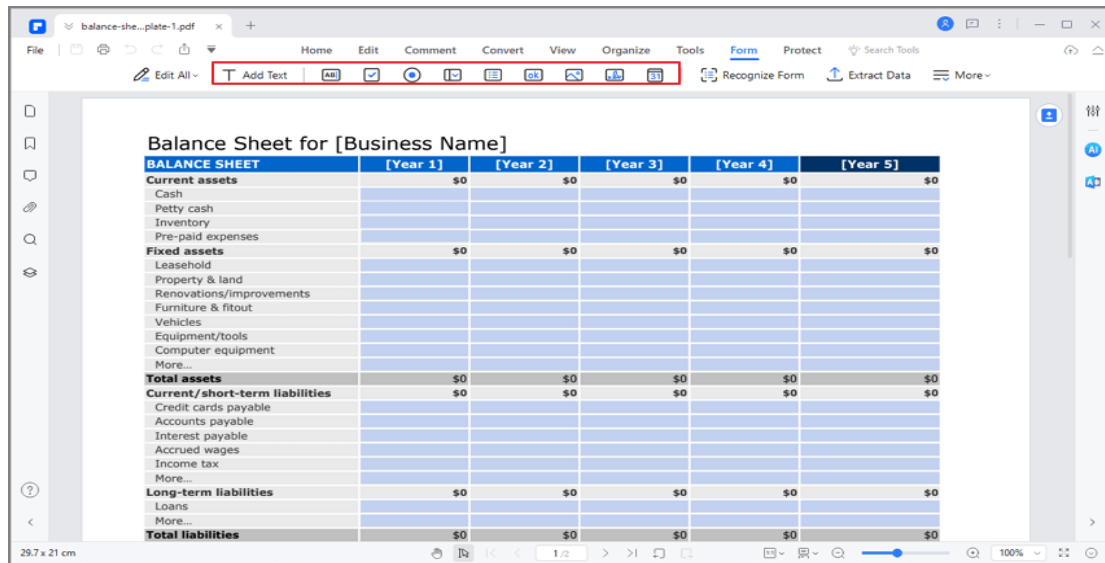 balance-she...plate-1.pdf
File Home Edit Comment Convert View Organize Tools Form Protect Search Tools
Edit All Add Text AB ok 31 Recognize Form Extract Data More
AI
Balance Sheet for [Business Name]
BALANCE SHEET [Year 1] [Year 2] [Year 3] [Year 4] [Year 5]
Current assets $0 $0 $0 $0 $0
Cash
Petty cash
Inventory
Pre-paid expenses
Fixed assets $0 $0 $0 $0 $0
Leasehold
Property & land
Renovations/improvements
Furniture & fitout
Vehicles
Equipment/tools
Computer equipment
More...
Total assets $0 $0 $0 $0 $0
Current/short-term liabilities $0 $0 $0 $0 $0
Credit cards payable
Accounts payable
Interest payable
Accrued wages
Income tax
More...
Long-term liabilities $0 $0 $0 $0 $0
Loans
More...
Total liabilities $0 $0 $0 $0 $0
29.7 x 21 cm 1 /2 100%